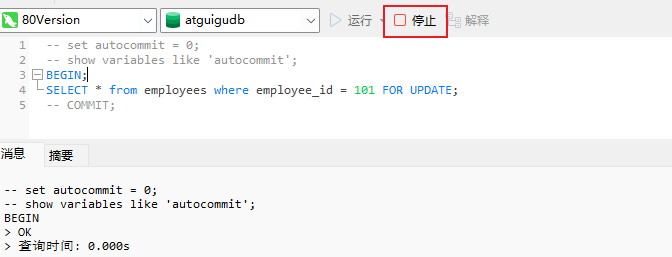 80Version atguigudb 运行 停止 解释
1 -- set autocommit = 0;
2 -- show variables like 'autocommit';
3 BEGIN;
4 SELECT * from employees where employee_id = 101 FOR UPDATE;
5 -- COMMIT;
消息 摘要
-- set autocommit = 0;
-- show variables like 'autocommit';
BEGIN
> OK
> 查询时间: 0.000s